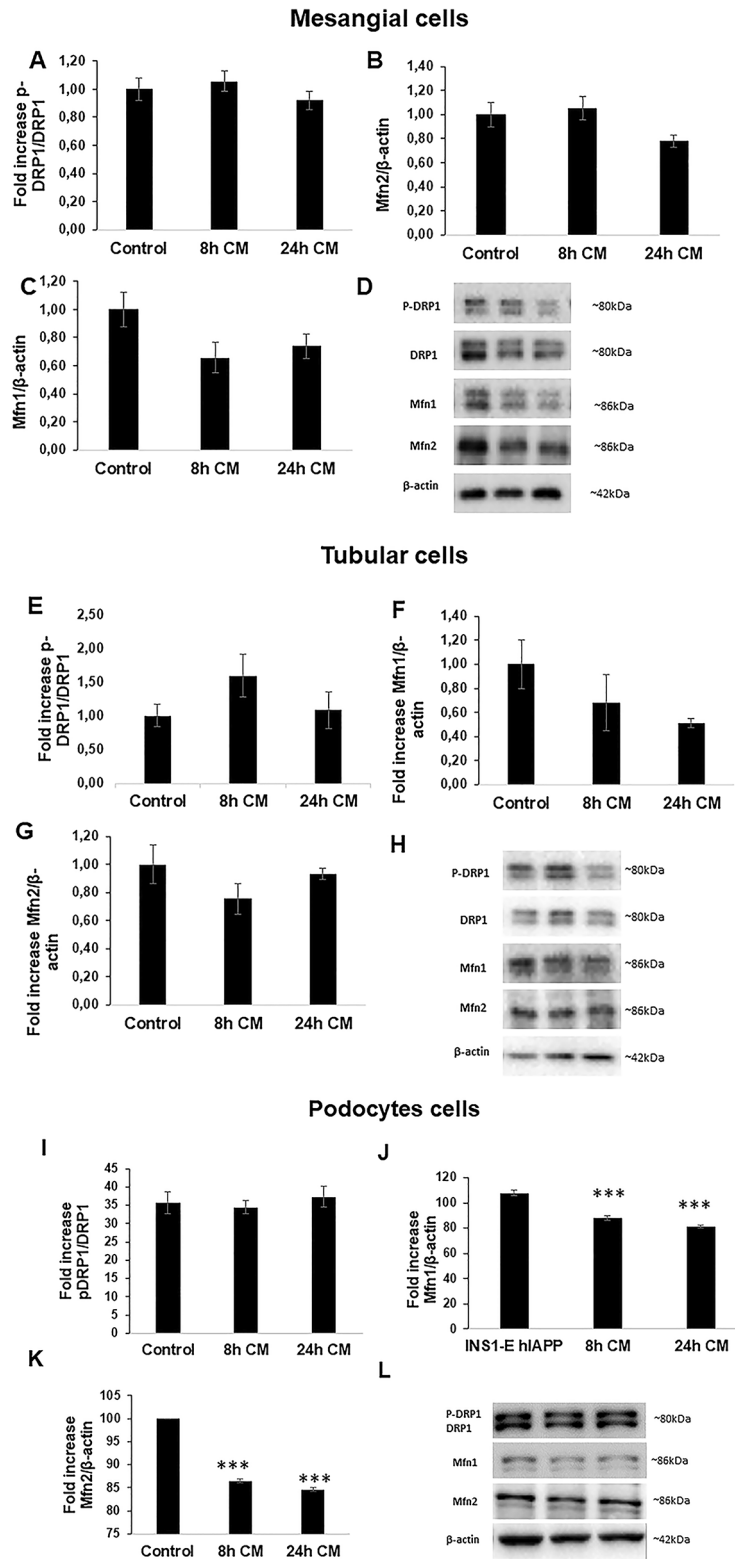 Mesangial cells
A
Fold increase p-
DRP1/DRP1
1,20
1,00
0,80
0,60
0,40
0,20
0,00
Control 8h CM 24h CM
B
Mfn2/β-actin
1,40
1,20
1,00
0,80
0,60
0,40
0,20
0,00
Control 8h CM 24h CM
C
Mfn1/β-actin
1,20
1,00
0,80
0,60
0,40
0,20
0,00
Control 8h CM 24h CM
D
P-DRP1 ~80kDa
DRP1 ~80kDa
Mfn1 ~86kDa
Mfn2 ~86kDa
β-actin ~42kDa
Tubular cells
E
Fold increase p-
DRP1/DRP1
2,50
2,00
1,50
1,00
0,50
0,00
Control 8h CM 24h CM
F
Fold increase Mfn1/β-
actin
1,40
1,20
1,00
0,80
0,60
0,40
0,20
0,00
Control 8h CM 24h CM
G
Fold increase Mfn2/β-
actin
1,20
1,00
0,80
0,60
0,40
0,20
0,00
Control 8h CM 24h CM
H
P-DRP1 ~80kDa
DRP1 ~80kDa
Mfn1 ~86kDa
Mfn2 ~86kDa
β-actin ~42kDa
Podocytes cells
I
Fold increase
pDRP1/DRP1
45
40
35
30
25
20
15
10
5
0
Control 8h CM 24h CM
J
Fold increase
Mfn1/β-actin
120
100
80
60
40
20
0
*** ***
INS1-E hIAPP 8h CM 24h CM
K
Fold increase
Mfn2/β-actin
105
100
95
90
85
80
75
*** ***
Control 8h CM 24h CM
L
P-DRP1
DRP1 ~80kDa
Mfn1 ~86kDa
Mfn2 ~86kDa
β-actin ~42kDa